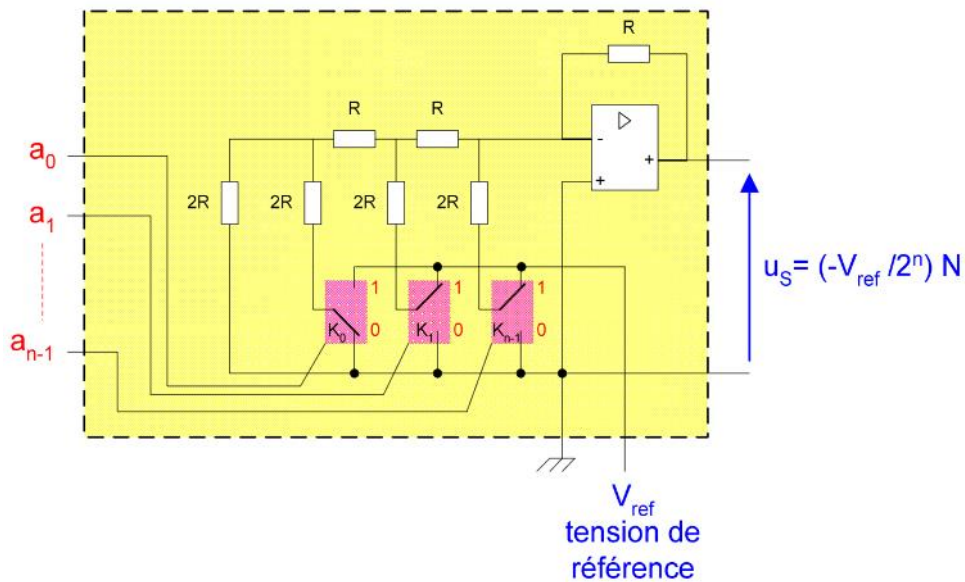 R
R
R
a₀
2R
2R
2R
2R
a₁
-
+
+
uₛ= (-Vref /2ⁿ) N
1
1
1
K₀
0
K₁
0
Kn-1
0
an-1
Vref
tension de
référence